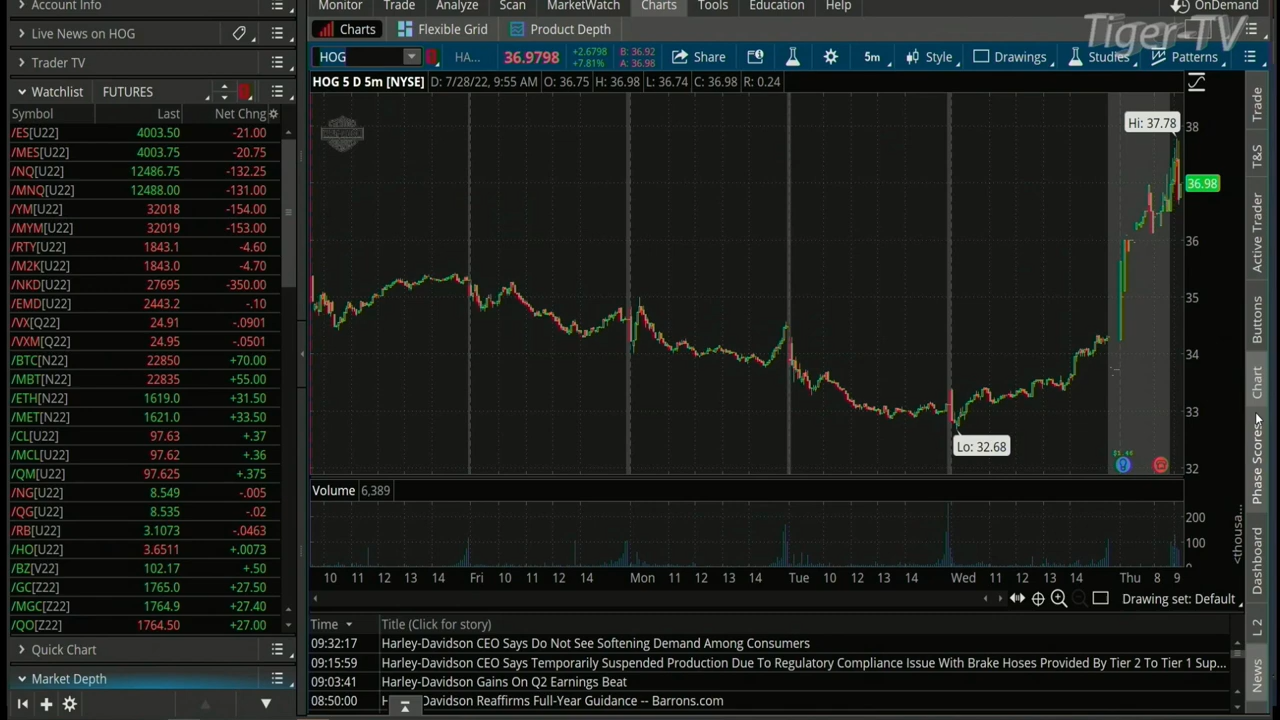 Account Info
Monitor Trade Analyze Scan MarketWatch Charts Tools Education Help
OnDemand
Tiger-TV
Live News on HOG
Charts Flexible Grid Product Depth
Trader TV
HOG HA... 36.9798 +2.6798 +7.81% B: 36.92 A: 36.98 Share 5m Style Drawings Studies Patterns
Watchlist FUTURES
HOG 5 D 5m [NYSE] D: 7/28/22, 9:55 AM O: 36.75 H: 36.98 L: 36.74 C: 36.98 R: 0.24
Symbol Last Net Chng
/ES[U22] 4003.50 -21.00
/MES[U22] 4003.75 -20.75
/NQ[U22] 12486.75 -132.25
/MNQ[U22] 12488.00 -131.00
/YM[U22] 32018 -154.00
/MYM[U22] 32019 -153.00
/RTY[U22] 1843.1 -4.60
/M2K[U22] 1843.0 -4.70
/NKD[U22] 27695 -350.00
/EMD[U22] 2443.2 -.10
/VX[Q22] 24.91 -.0901
/VXM[Q22] 24.95 -.0501
/BTC[N22] 22850 +70.00
/MBT[N22] 22835 +55.00
/ETH[N22] 1619.0 +31.50
/MET[N22] 1621.0 +33.50
/CL[U22] 97.63 +.37
/MCL[U22] 97.62 +.36
/QM[U22] 97.625 +.375
/NG[U22] 8.549 -.005
/QG[U22] 8.535 -.02
/RB[U22] 3.1073 -.0463
/HO[U22] 3.6511 +.0073
/BZ[V22] 102.17 +.50
/GC[Z22] 1765.0 +27.50
/MGC[Z22] 1764.9 +27.40
/QO[Z22] 1764.50 +27.00
Quick Chart
Market Depth
Hi: 37.78
38
36.98
36
35
34
33
32
Lo: 32.68
Volume 6,389
200
100
0
<thousa...
10 11 12 13 14 Fri 10 11 12 13 14 Mon 11 12 13 14 Tue 10 12 13 14 Wed 11 12 13 14 Thu 8 9
Drawing set: Default
Time Title (Click for story)
09:32:17 Harley-Davidson CEO Says Do Not See Softening Demand Among Consumers
09:15:59 Harley-Davidson CEO Says Temporarily Suspended Production Due To Regulatory Compliance Issue With Brake Hoses Provided By Tier 2 To Tier 1 Sup...
09:03:41 Harley-Davidson Gains On Q2 Earnings Beat
08:50:00 H Davidson Reaffirms Full-Year Guidance -- Barrons.com
Trade
T&S
Active Trader
Buttons
Chart
Phase Scores
Dashboard
L 2
News